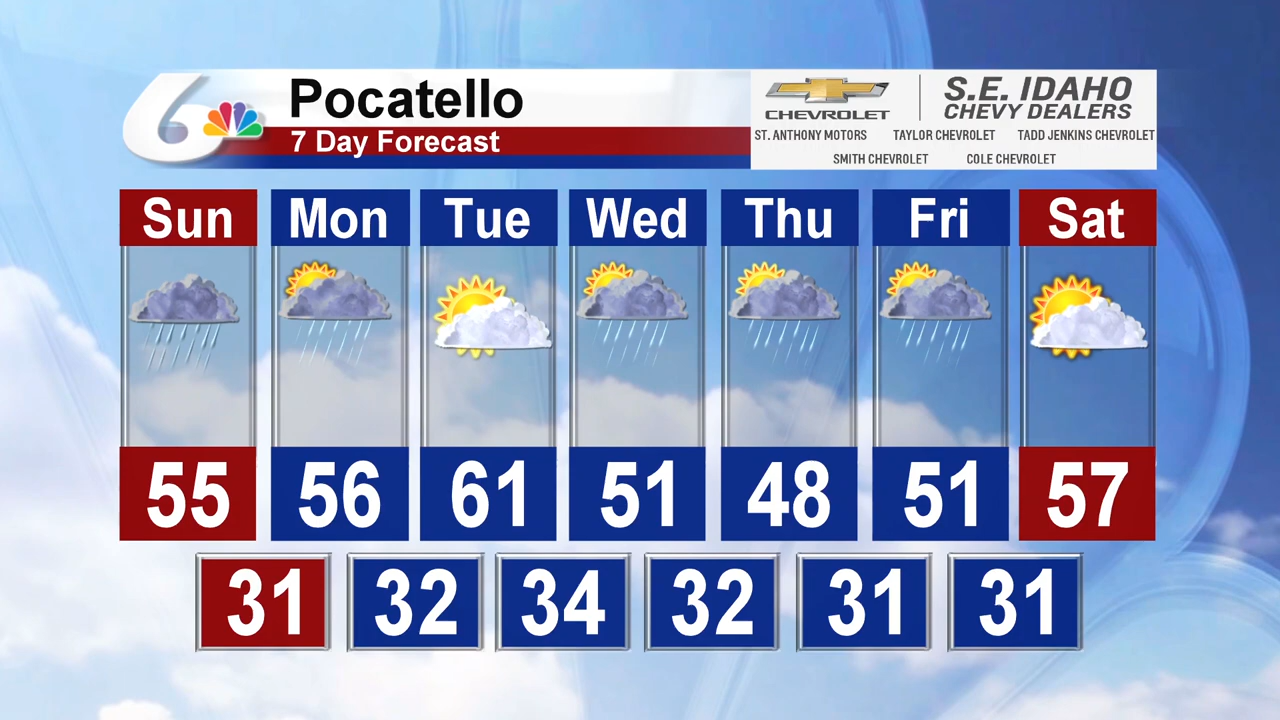 6
Pocatello
7 Day Forecast
CHEVROLET
S.E. IDAHO
CHEVY DEALERS
ST. ANTHONY MOTORS TAYLOR CHEVROLET TADD JENKINS CHEVROLET
SMITH CHEVROLET COLE CHEVROLET
Sun Mon Tue Wed Thu Fri Sat
55 56 61 51 48 51 57
31 32 34 32 31 31